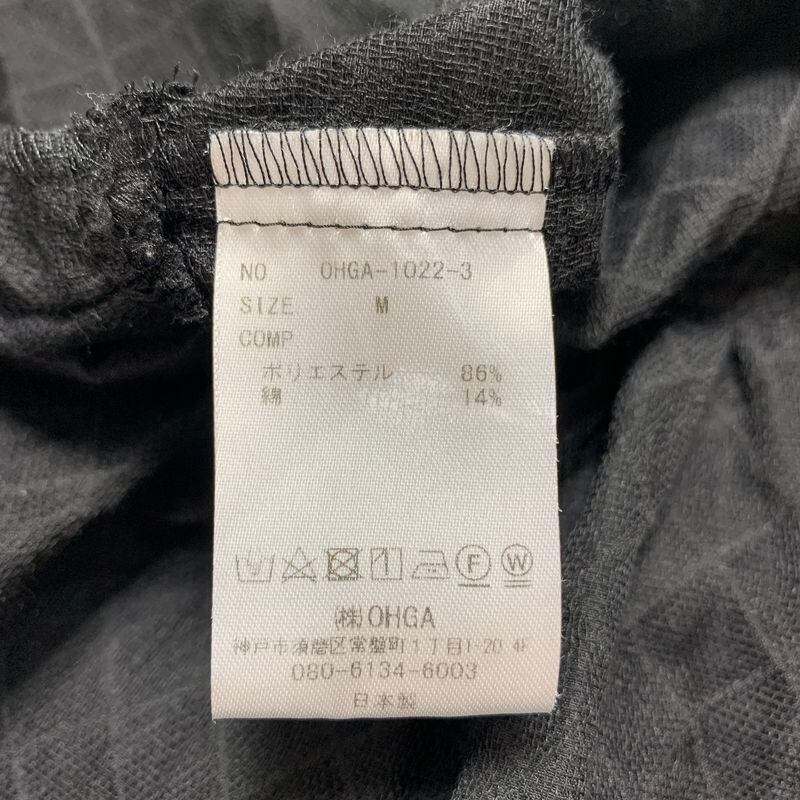 NO OHGA-1022-3
SIZE M
COMP
ポリエステル 86%
綿 14%
F W
(株)OHGA
神戸市須磨区常盤町1丁目1-20 4F
080-6134-6003
日本製